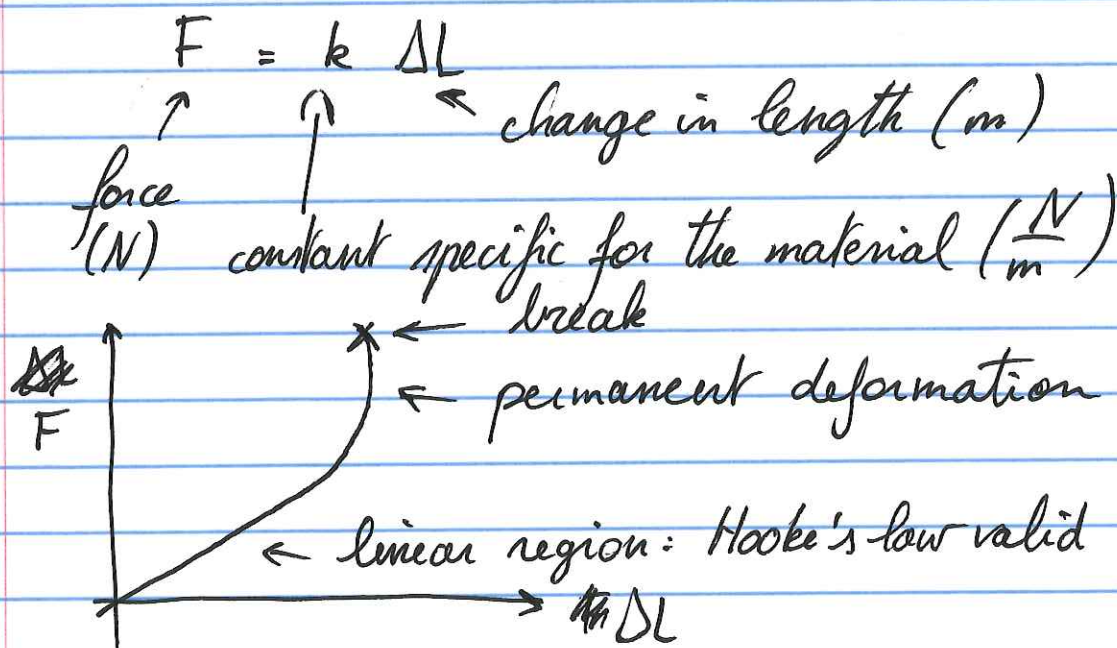 F = k ΔL
change in length (m)
force
(N) constant specific for the material (N/m)
break
permanent deformation
F
linear region: Hooke's law valid
ΔL